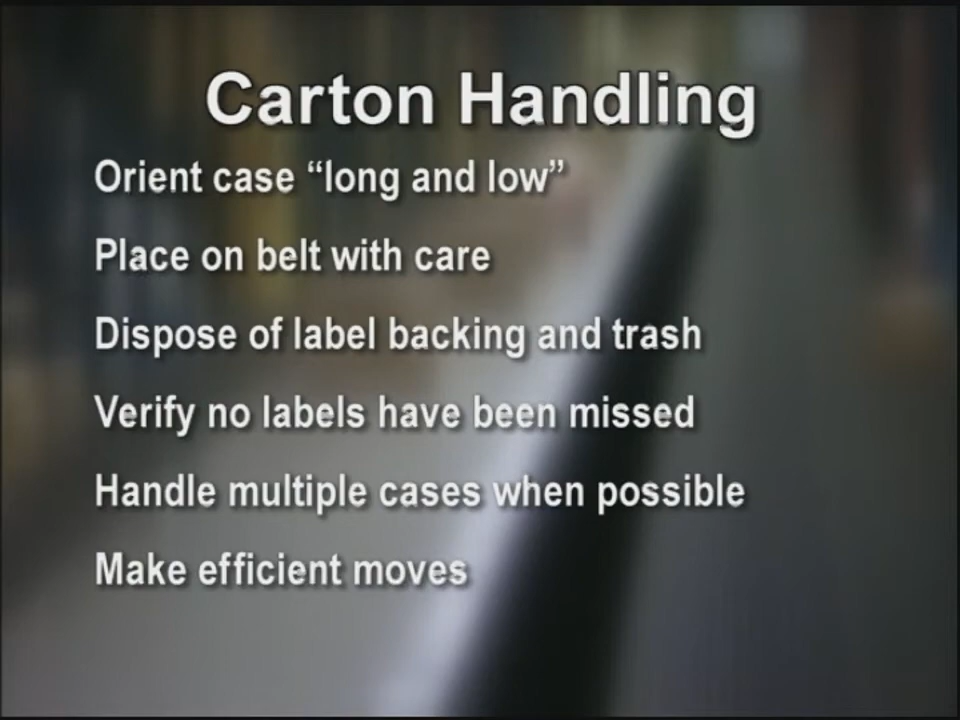 Carton Handling
Orient case “long and low”
Place on belt with care
Dispose of label backing and trash
Verify no labels have been missed
Handle multiple cases when possible
Make efficient moves